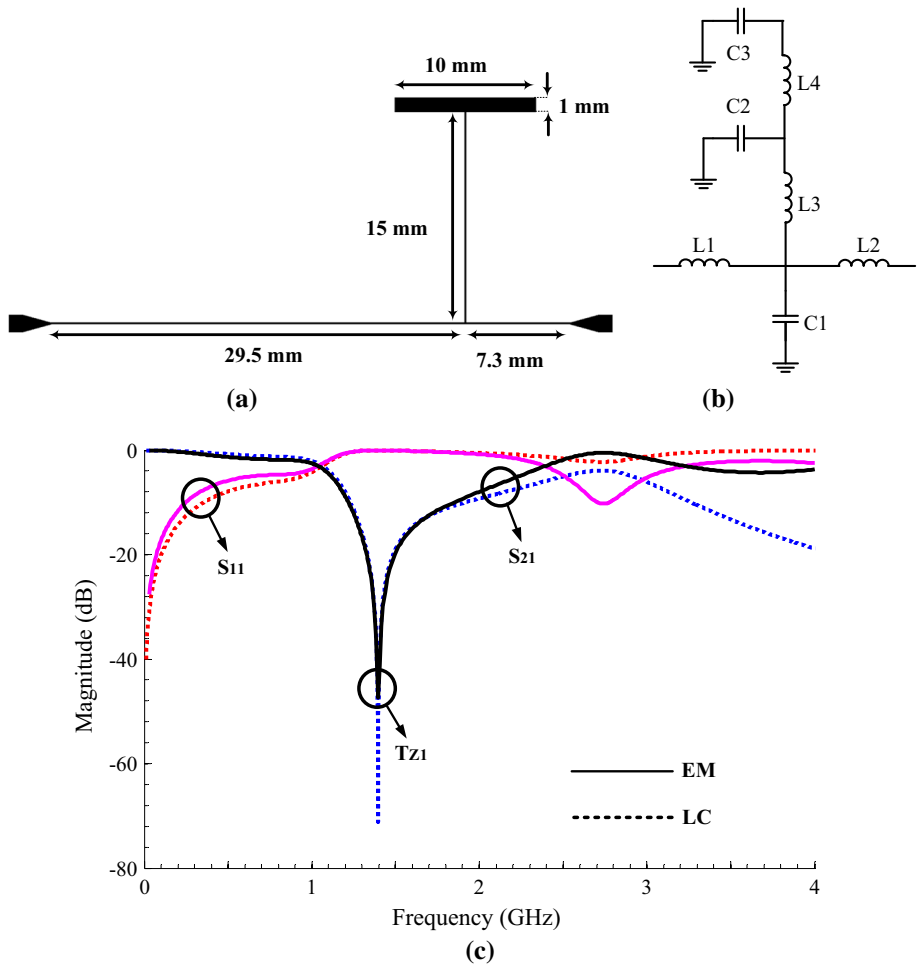 10 mm
1 mm
15 mm
29.5 mm
7.3 mm
(a)
C3
L4
C2
L3
L1
L2
C1
(b)
Magnitude (dB)
0
-20
-40
-60
-80
S11
S21
TZ1
EM
LC
0
1
2
3
4
Frequency (GHz)
(c)